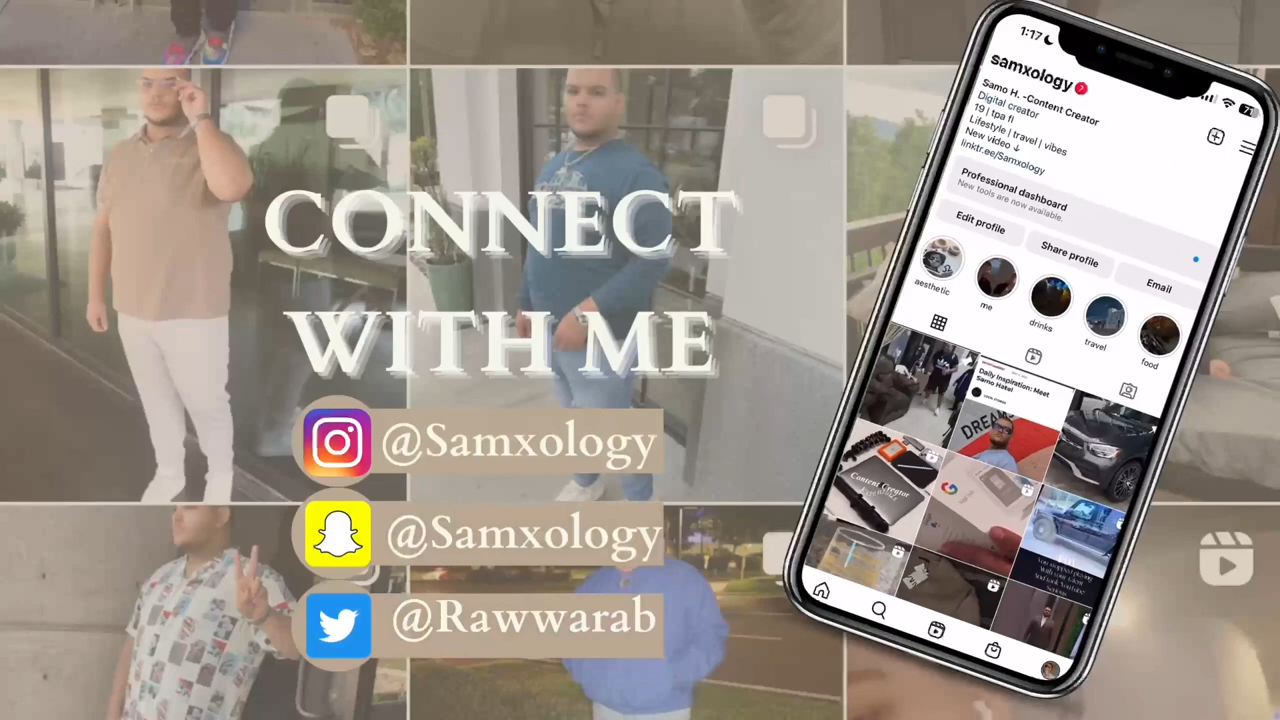 CONNECT
WITH ME
@Samxology
@Samxology
@Rawwarab
1:17
samxology 7
Samo H. -Content Creator
Digital creator
19 | tpa fl
Lifestyle | travel | vibes
New video ↓
linktr.ee/Samxology
Professional dashboard
New tools are now available.
Edit profile
Share profile
Email
aesthetic
me
drinks
travel
food
Daily Inspiration: Meet
Samo Hatel
DREAMS
Content Creator